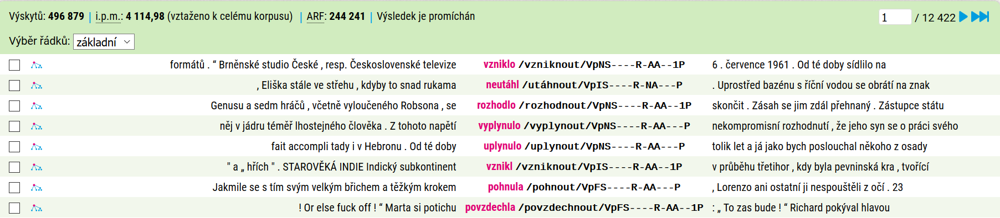 Výskytů: 496 879 | i.p.m.: 4 114,98 (vztaženo k celému korpusu) | ARF: 244 241 | Výsledek je promíchán 1 / 12 422
Výběr řádků: základní
formátů . “ Brněnské studio České , resp. Československé televize vzniklo /vzniknout/VpNS----R-AA--1P 6 . července 1961 . Od té doby sídlilo na
, Eliška stále ve střehu , kdyby to snad rukama neutáhl /utáhnout/VpIS----R-NA---P . Uprostřed bazénu s říční vodou se obrátí na znak
Genusu a sedm hráčů , včetně vyloučeného Robsona , se rozhodlo /rozhodnout/VpNS----R-AA--1P skončit . Zásah se jim zdál přehnaný . Zástupce státu
něj v jádru téměř lhostejného člověka . Z tohoto napětí vyplynulo /vyplynout/VpNS----R-AA---P nekompromisní rozhodnutí , že jeho syn se o práci svého
fait accompli tady i v Hebronu . Od té doby uplynulo /uplynout/VpNS----R-AA---P tolik let a já jako bych poslouchal někoho z osady
" a „ hřích " . STAROVĚKÁ INDIE Indický subkontinent vznikl /vzniknout/VpIS----R-AA--1P v průběhu třetihor , kdy byla pevninská kra , tvořící
Jakmile se s tím svým velkým břichem a těžkým krokem pohnula /pohnout/VpFS----R-AA---P , Lorenzo ani ostatní ji nespouštěli z očí . 23
! Or else fuck off ! “ Marta si potichu povzdechla /povzdechnout/VpFS----R-AA--1P : „ To zas bude ! “ Richard pokýval hlavou